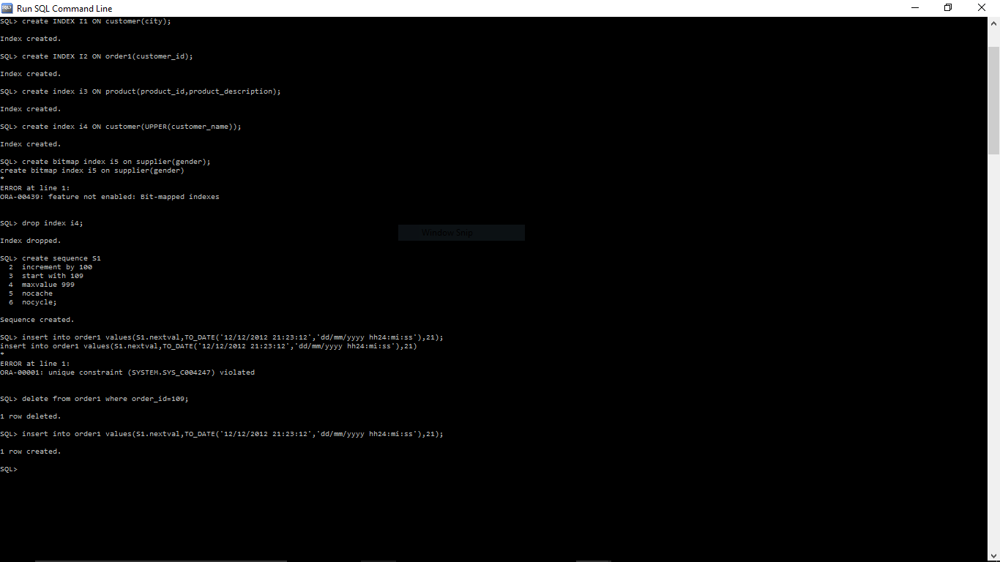 Run SQL Command Line
SQL> create INDEX I1 ON customer(city);
Index created.
SQL> create INDEX I2 ON order1(customer_id);
Index created.
SQL> create index i3 ON product(product_id,product_description);
Index created.
SQL> create index i4 ON customer(UPPER(customer_name));
Index created.
SQL> create bitmap index i5 on supplier(gender);
create bitmap index i5 on supplier(gender)
*
ERROR at line 1:
ORA-00439: feature not enabled: Bit-mapped indexes
SQL> drop index i4;
Window Snip
Index dropped.
SQL> create sequence S1
2 increment by 100
3 start with 109
4 maxvalue 999
5 nocache
6 nocycle;
Sequence created.
SQL> insert into order1 values(S1.nextval,TO_DATE('12/12/2012 21:23:12','dd/mm/yyyy hh24:mi:ss'),21);
insert into order1 values(S1.nextval,TO_DATE('12/12/2012 21:23:12','dd/mm/yyyy hh24:mi:ss'),21)
*
ERROR at line 1:
ORA-00001: unique constraint (SYSTEM.SYS_C004247) violated
SQL> delete from order1 where order_id=109;
1 row deleted.
SQL> insert into order1 values(S1.nextval,TO_DATE('12/12/2012 21:23:12','dd/mm/yyyy hh24:mi:ss'),21);
1 row created.
SQL>